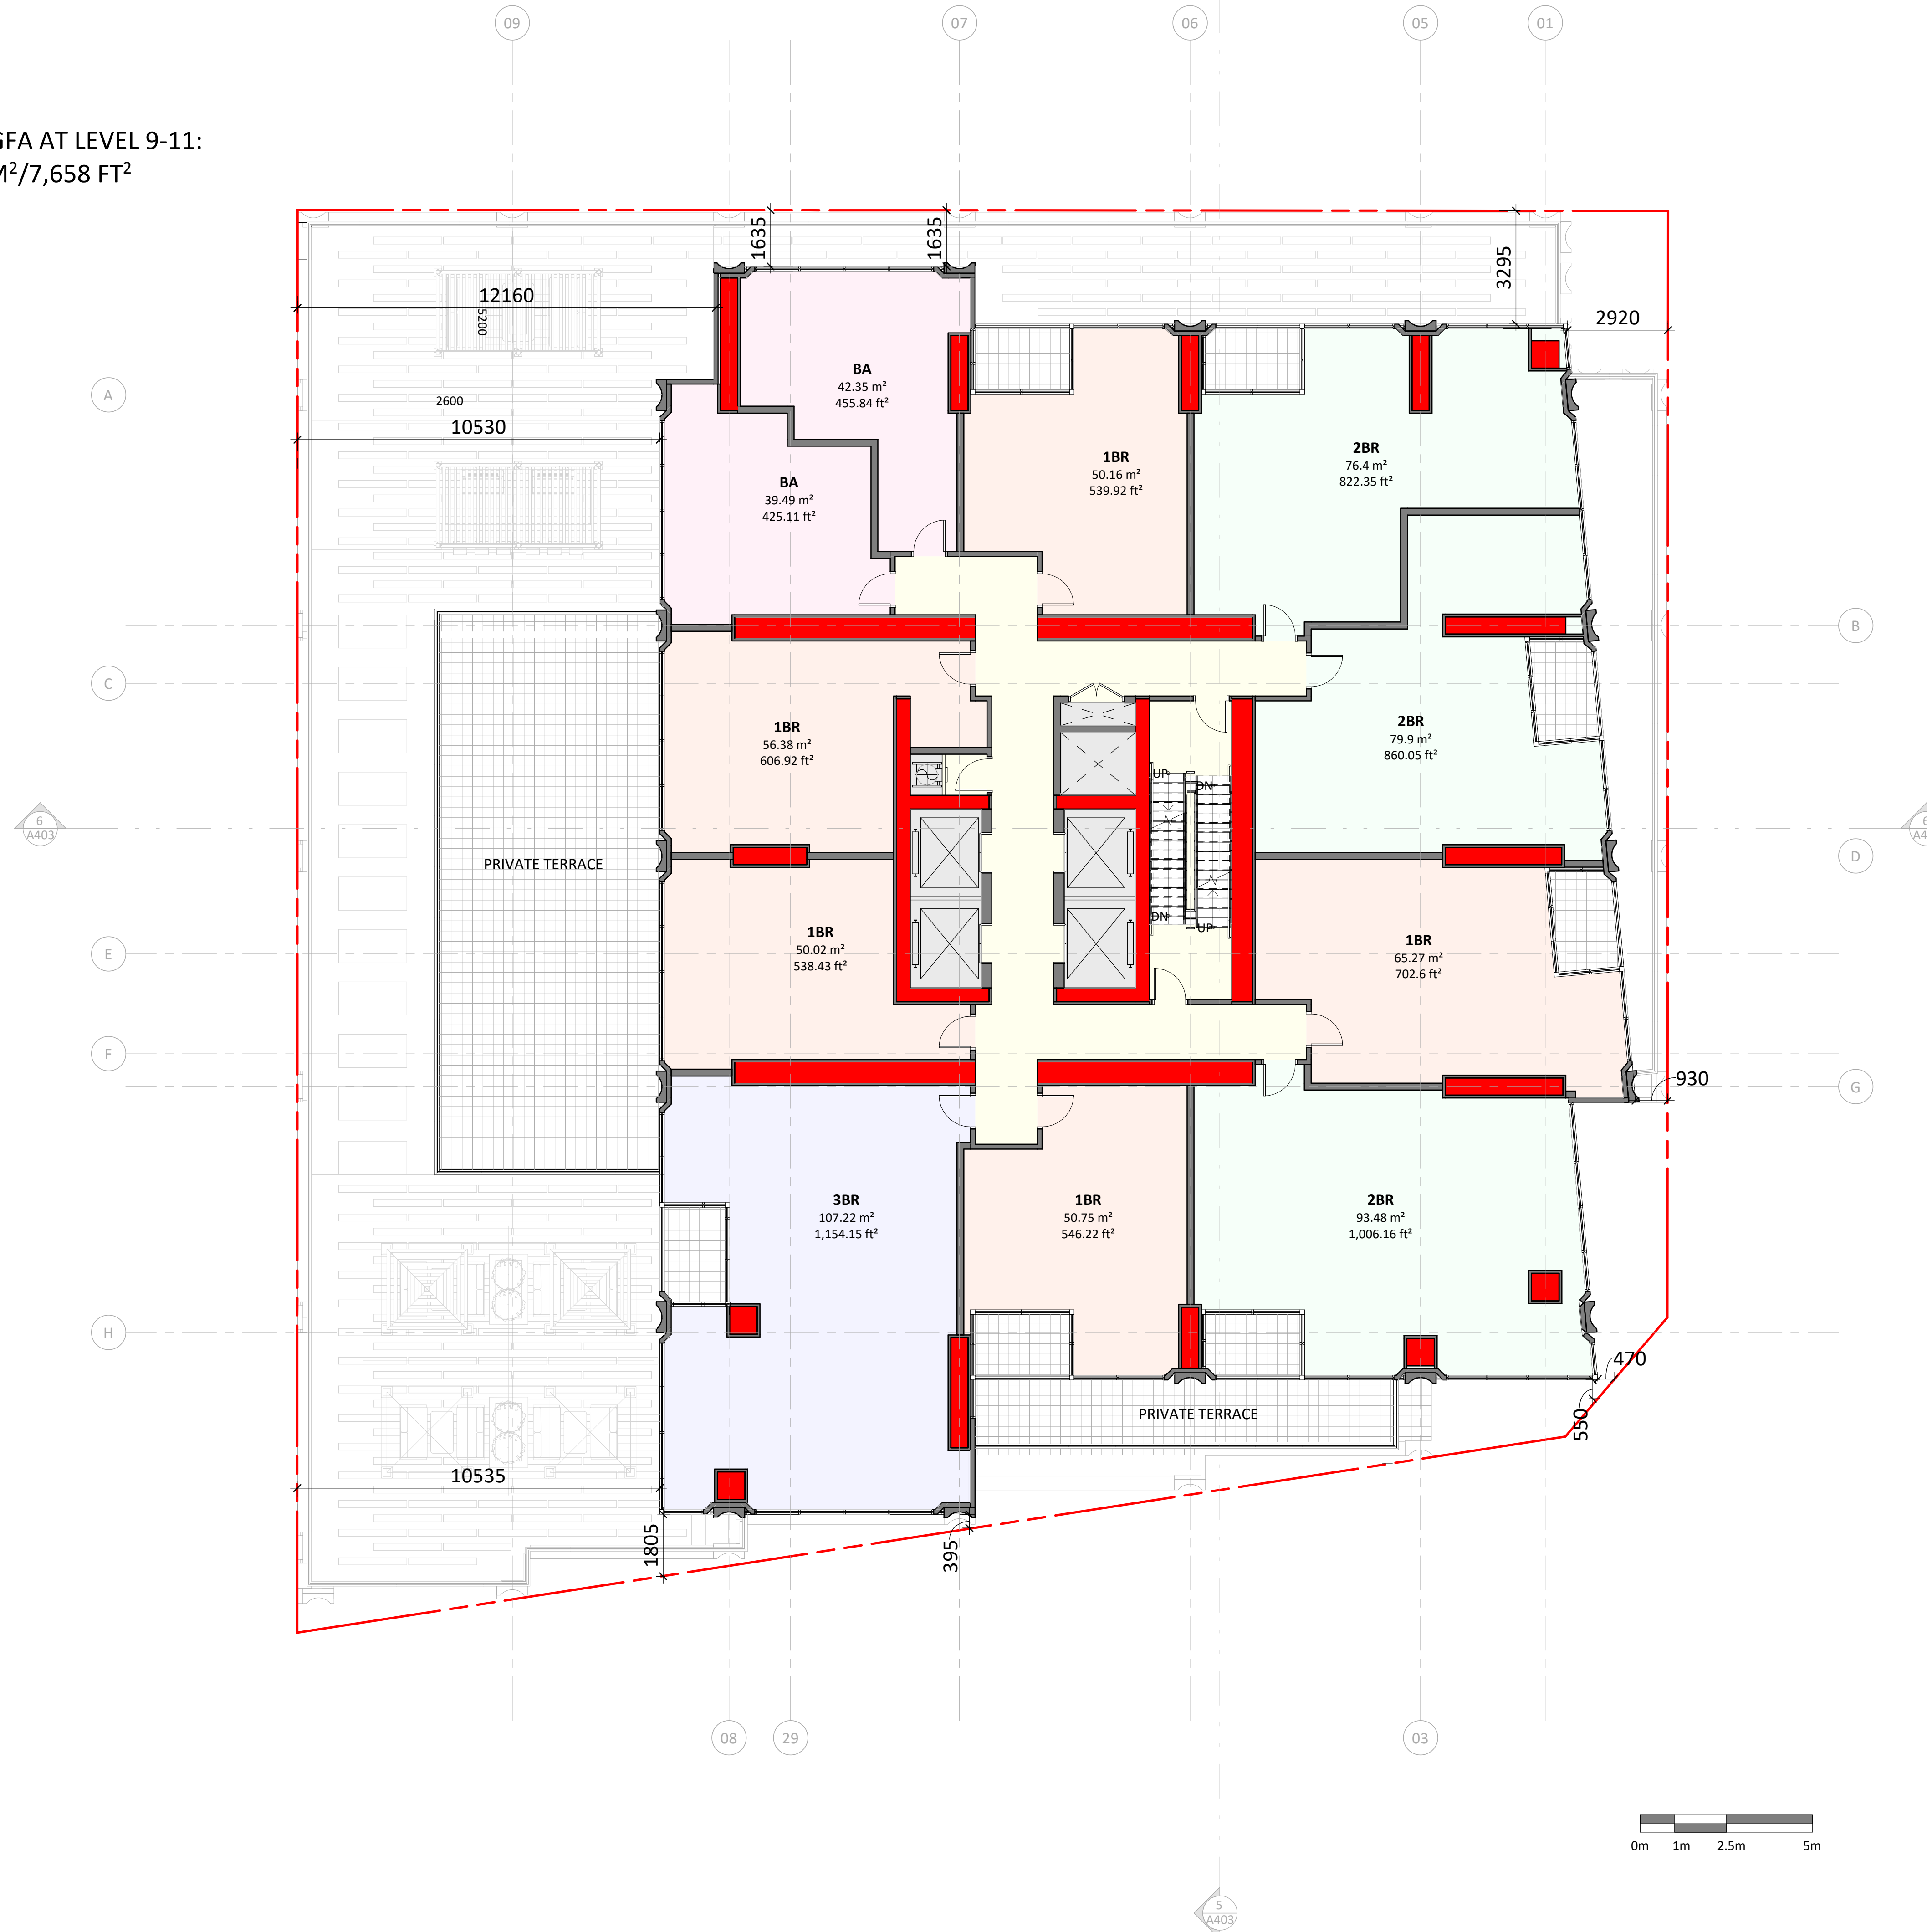 09
07
06
05
01
GFA AT LEVEL 9-11:
M²/7,658 FT²
1635
1635
3295
12160
5200
2920
BA
42.35 m²
455.84 ft²
A
2600
10530
1BR
50.16 m²
539.92 ft²
2BR
76.4 m²
822.35 ft²
BA
39.49 m²
425.11 ft²
B
C
1BR
56.38 m²
606.92 ft²
2BR
79.9 m²
860.05 ft²
UP
DN
6
A403
6
PRIVATE TERRACE
D
DN
UP
1BR
50.02 m²
538.43 ft²
1BR
65.27 m²
702.6 ft²
E
F
930
G
3BR
107.22 m²
1,154.15 ft²
1BR
50.75 m²
546.22 ft²
2BR
93.48 m²
1,006.16 ft²
H
470
PRIVATE TERRACE
550
10535
1805
395
08
29
03
0m 1m 2.5m 5m
5
A403